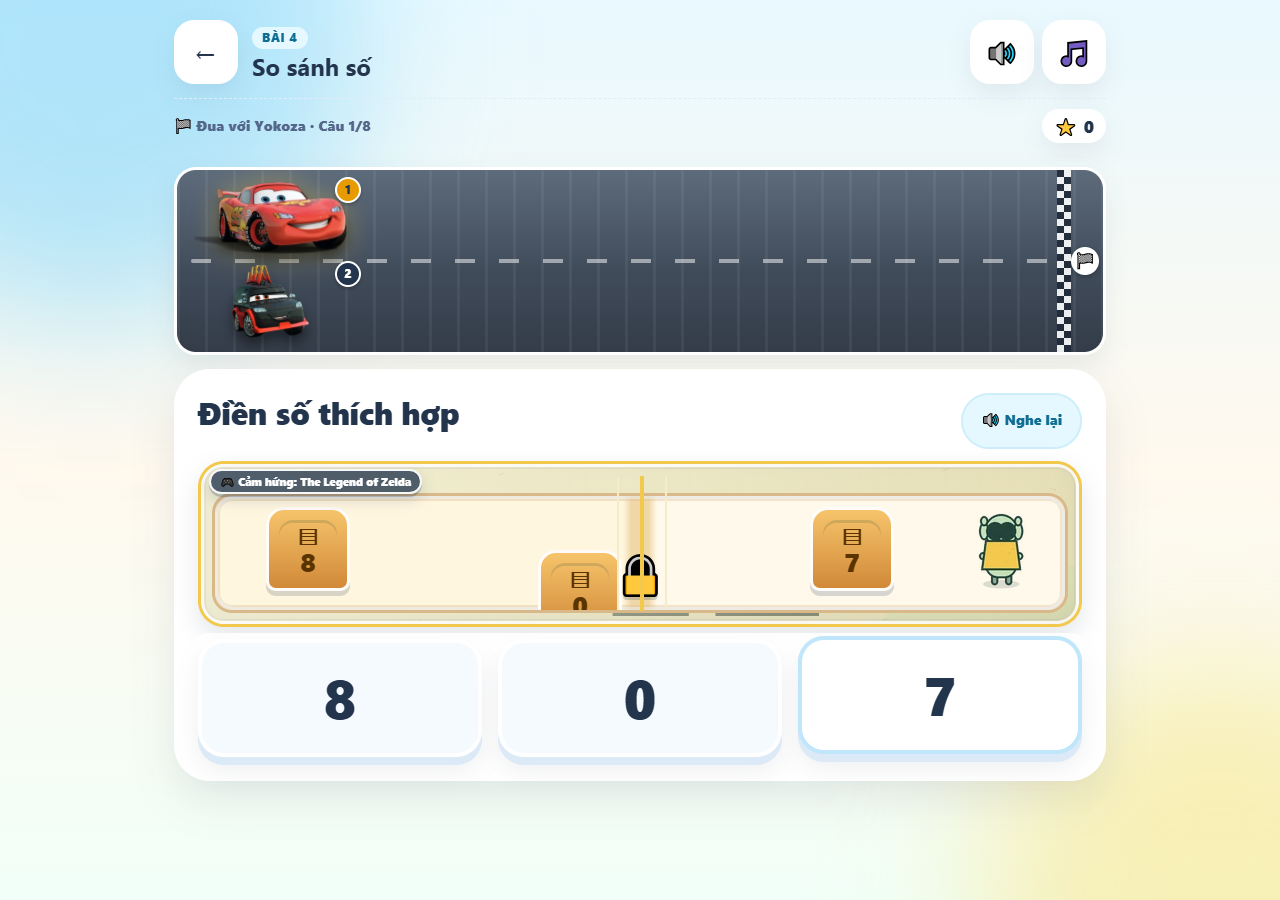 BÀI 4
So sánh số
Đua với Yokoza · Câu 1/8
0
1
2
Điền số thích hợp
Nghe lại
Cảm hứng: The Legend of Zelda
8
0
7
8
0
7